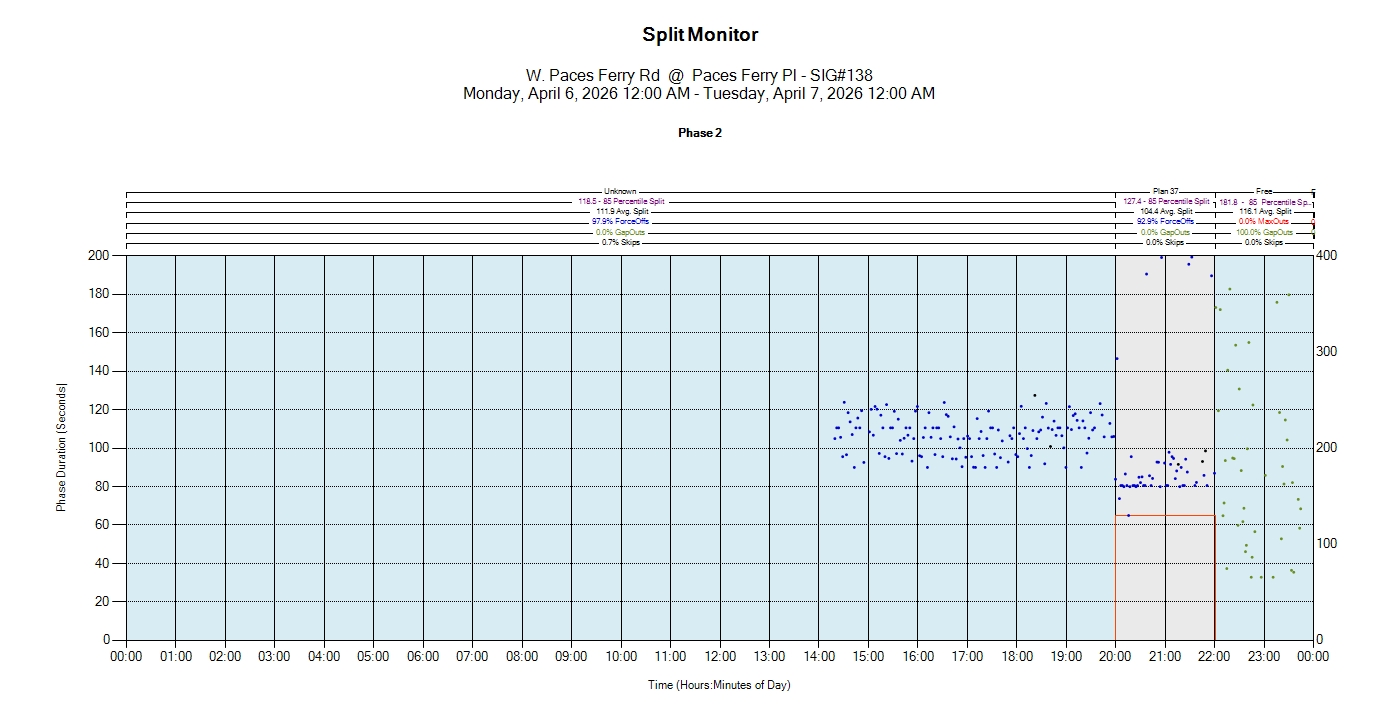 Split Monitor
W. Paces Ferry Rd @ Paces Ferry Pl - SIG#138
Monday, April 6, 2026 12:00 AM - Tuesday, April 7, 2026 12:00 AM
Phase 2
Unknown Plan 37 Free
118.5 - 85 Percentile Split 127.4 - 85 Percentile Split 181.8 - 85 Percentile Sp..
111.9 Avg. Split 104.4 Avg. Split 116.1 Avg. Split
97.9% ForceOffs 92.9% ForceOffs 0.0% MaxOuts
0.0% GapOuts 0.0% GapOuts 100.0% GapOuts
0.7% Skips 0.0% Skips 0.0% Skips
200 400
180
160
300
140
120
100 200
80
60
100
40
20
0 0
Phase Duration (Seconds)
00:00 01:00 02:00 03:00 04:00 05:00 06:00 07:00 08:00 09:00 10:00 11:00 12:00 13:00 14:00 15:00 16:00 17:00 18:00 19:00 20:00 21:00 22:00 23:00 00:00
Time (Hours:Minutes of Day)